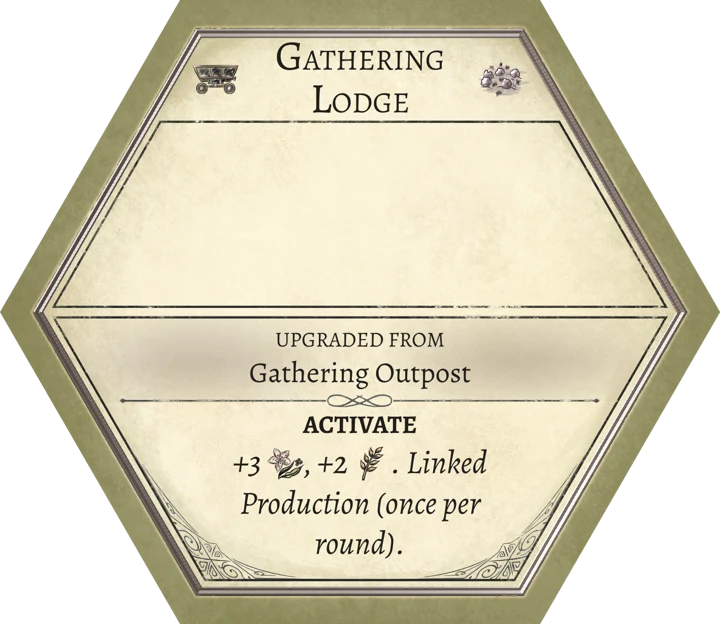 Gathering
Lodge
UPGRADED FROM
Gathering Outpost
ACTIVATE
+3 , +2 . Linked
Production (once per
round).